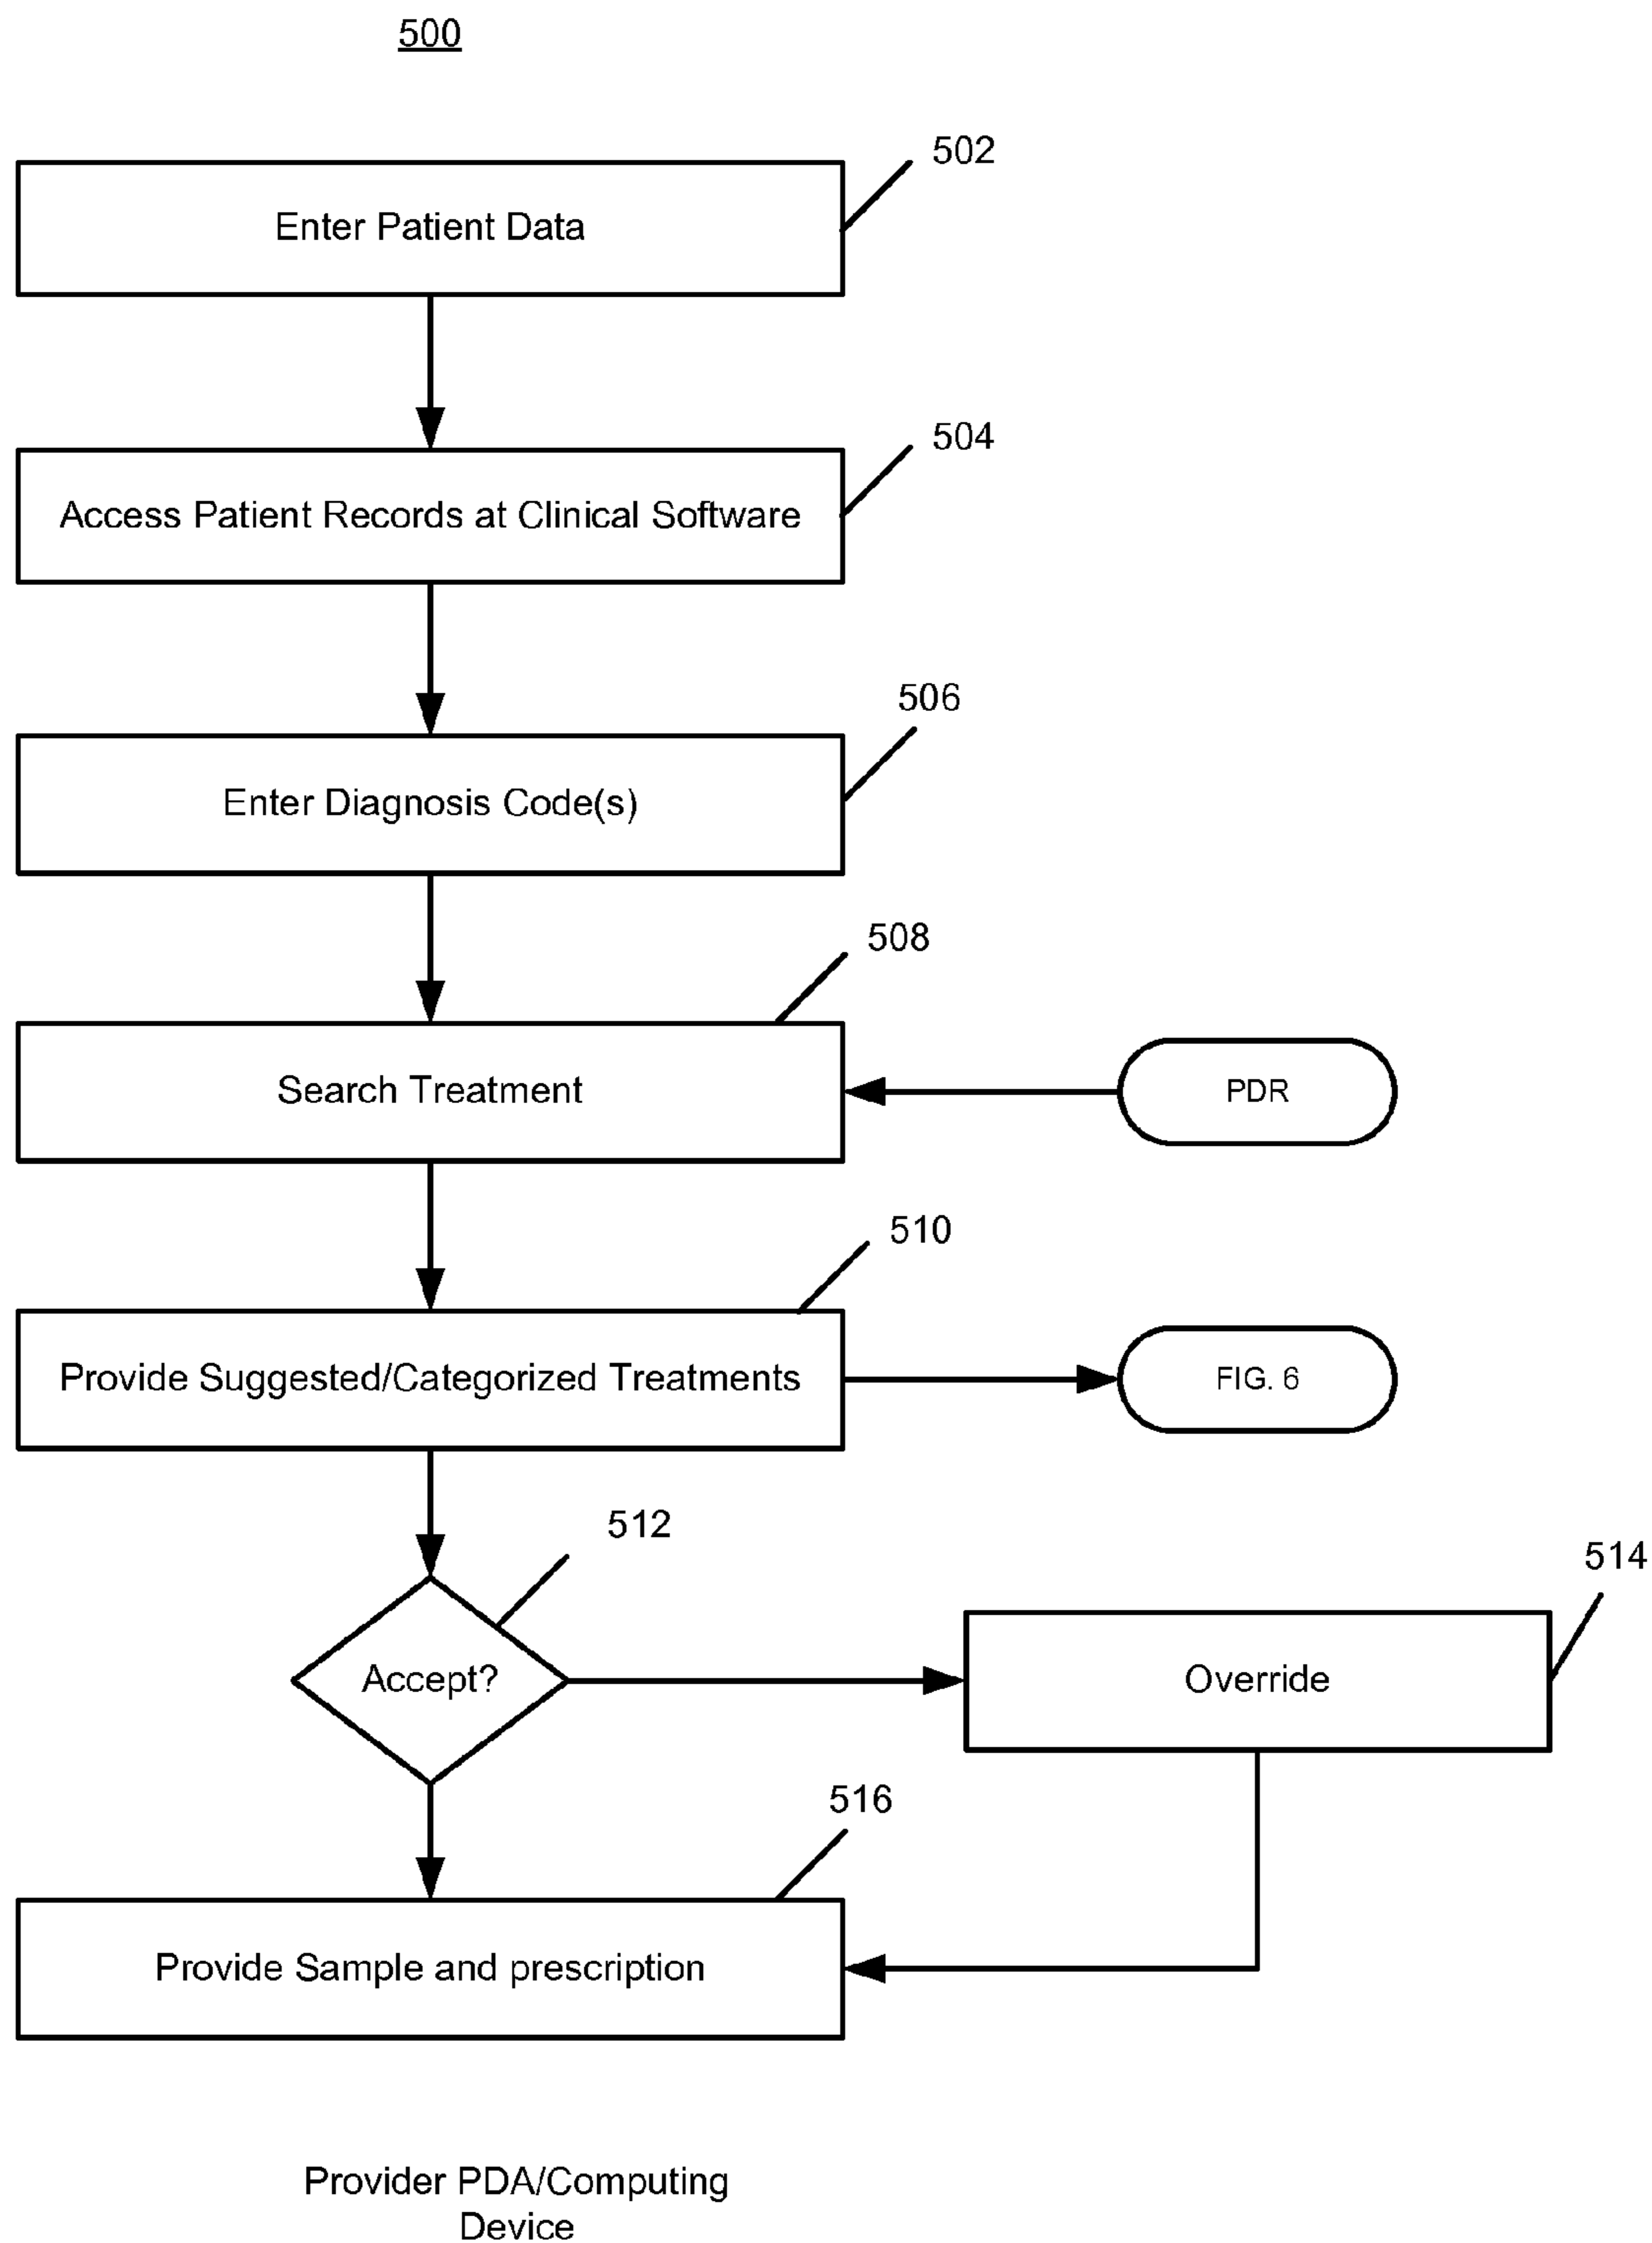 500
502
Enter Patient Data
504
Access Patient Records at Clinical Software
506
Enter Diagnosis Code(s)
508
Search Treatment
PDR
510
Provide Suggested/Categorized Treatments
FIG. 6
512
514
Accept?
Override
516
Provide Sample and prescription
Provider PDA/Computing
Device